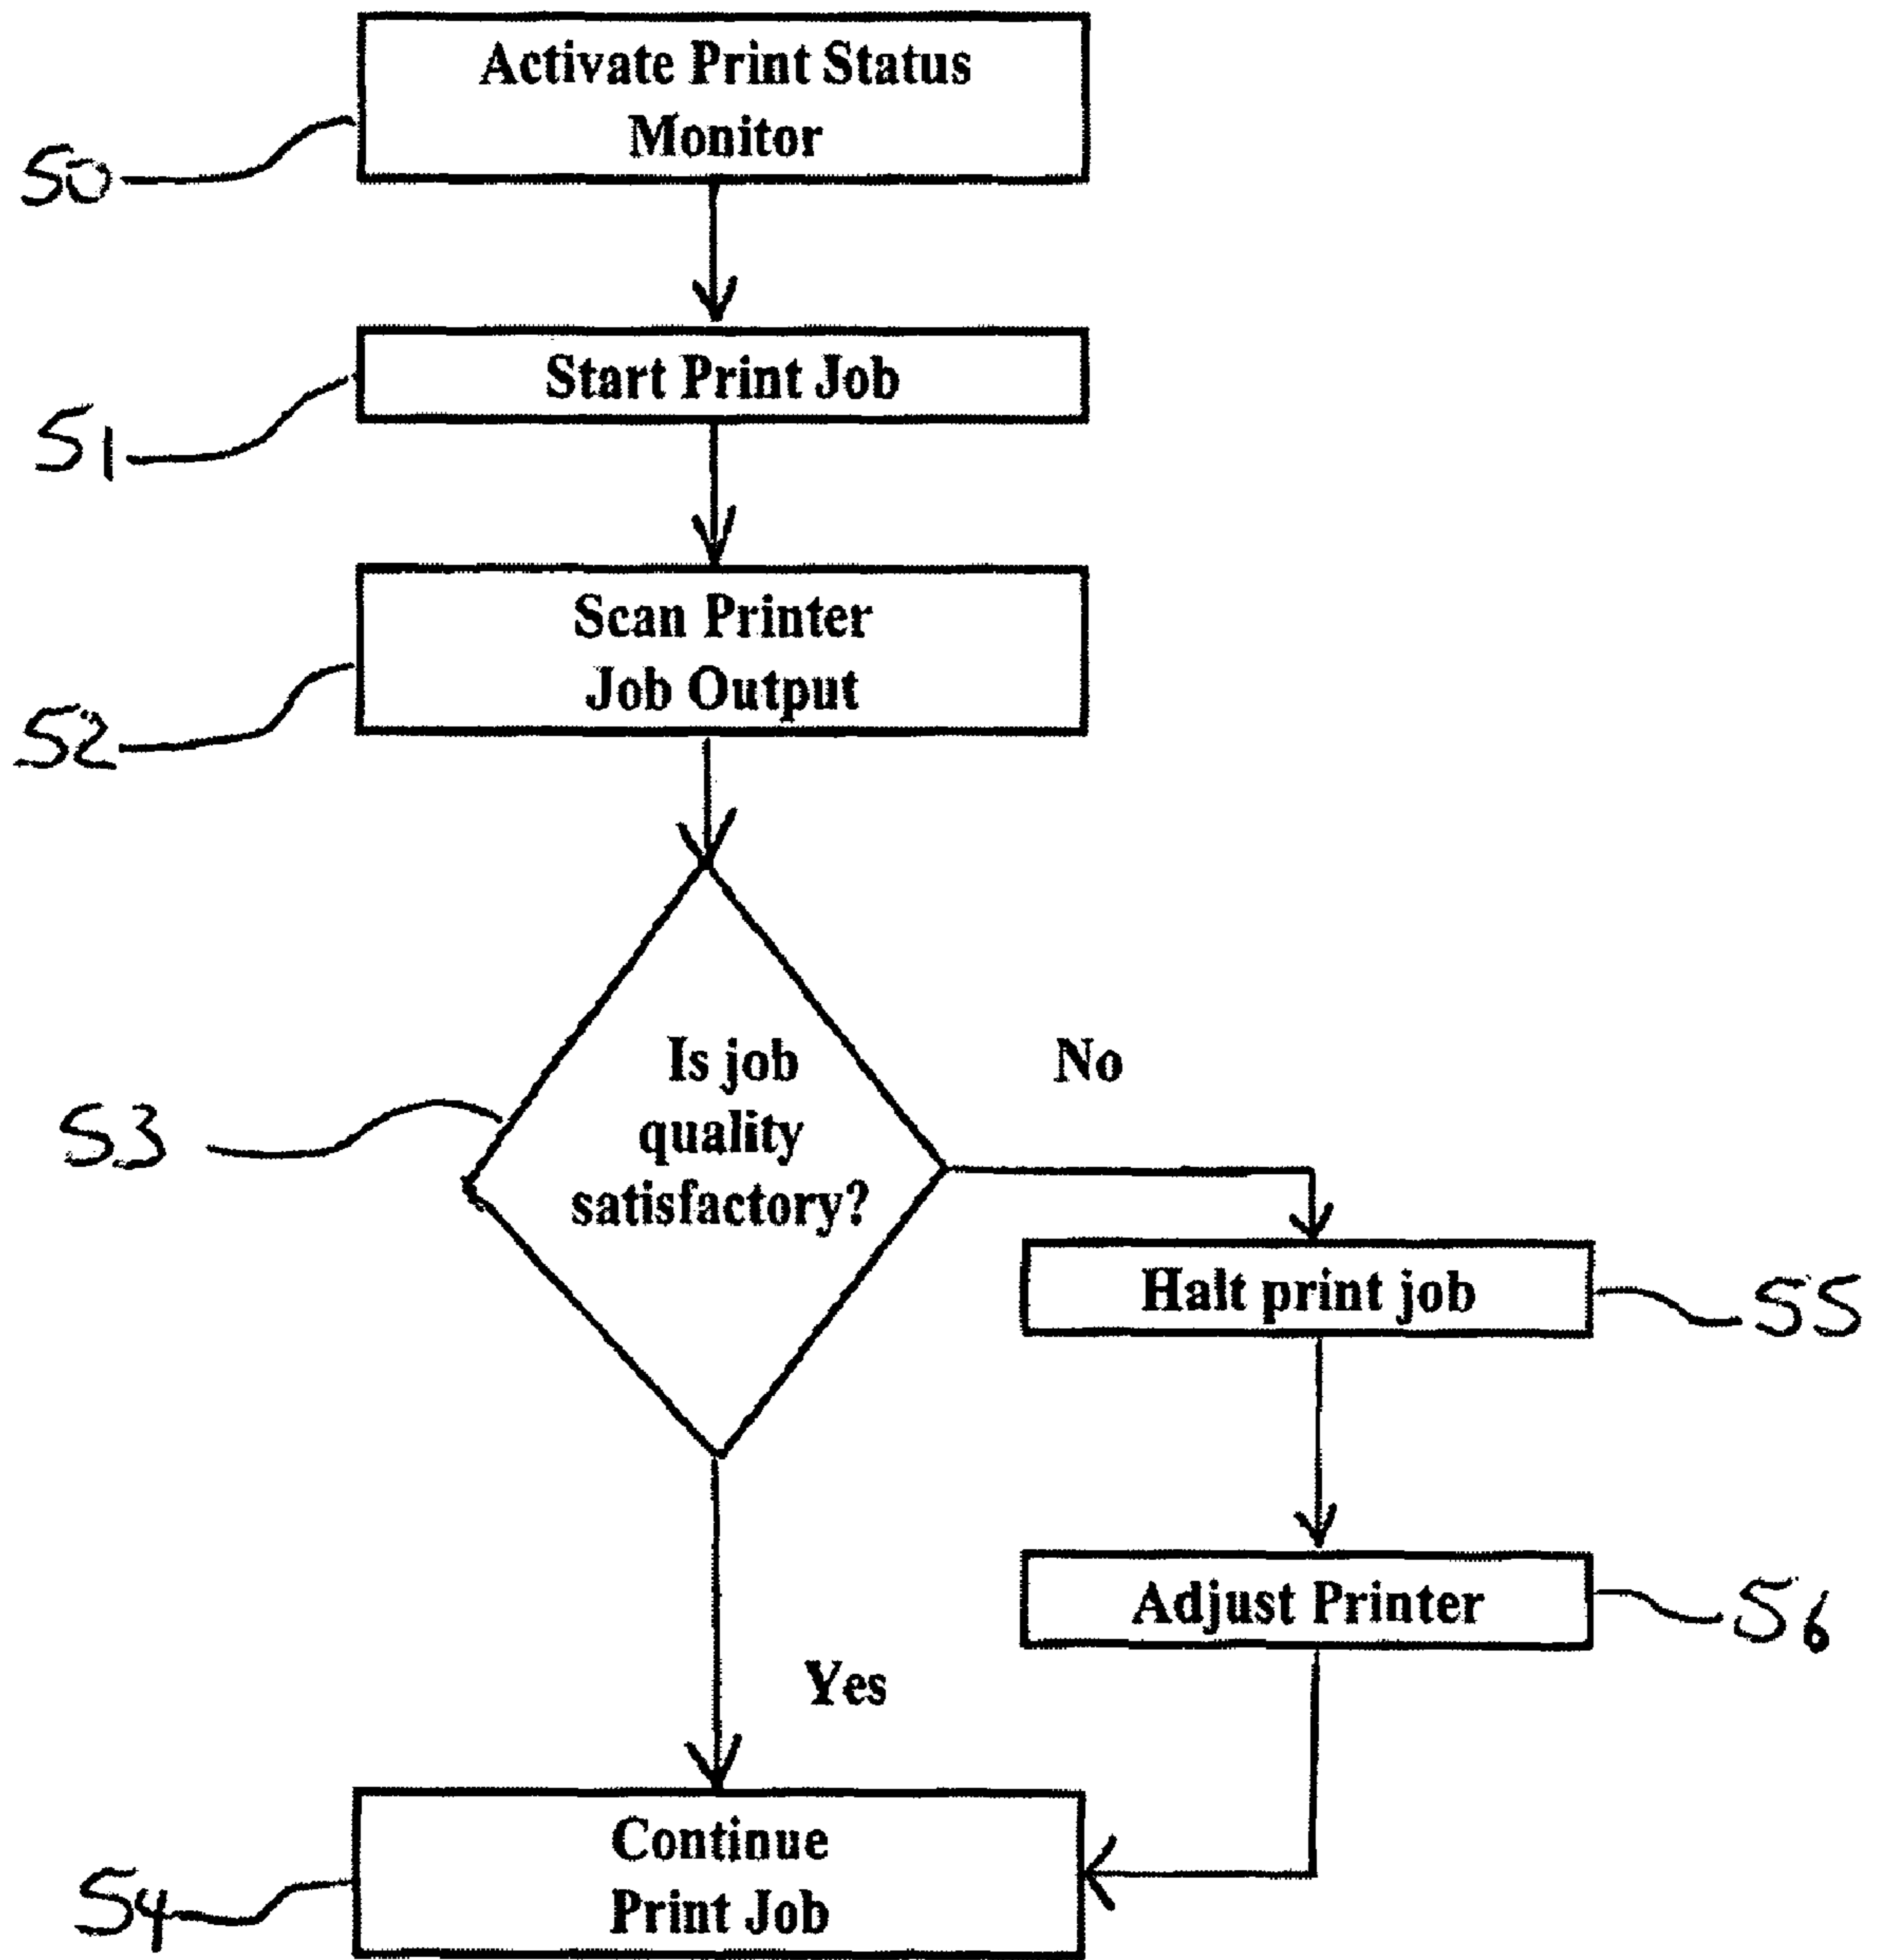 Activate Print Status
Monitor
50
Start Print Job
51
Scan Printer
Job Output
52
Is job
quality
satisfactory?
53
No
Halt print job
55
Adjust Printer
56
Yes
Continue
Print Job
54